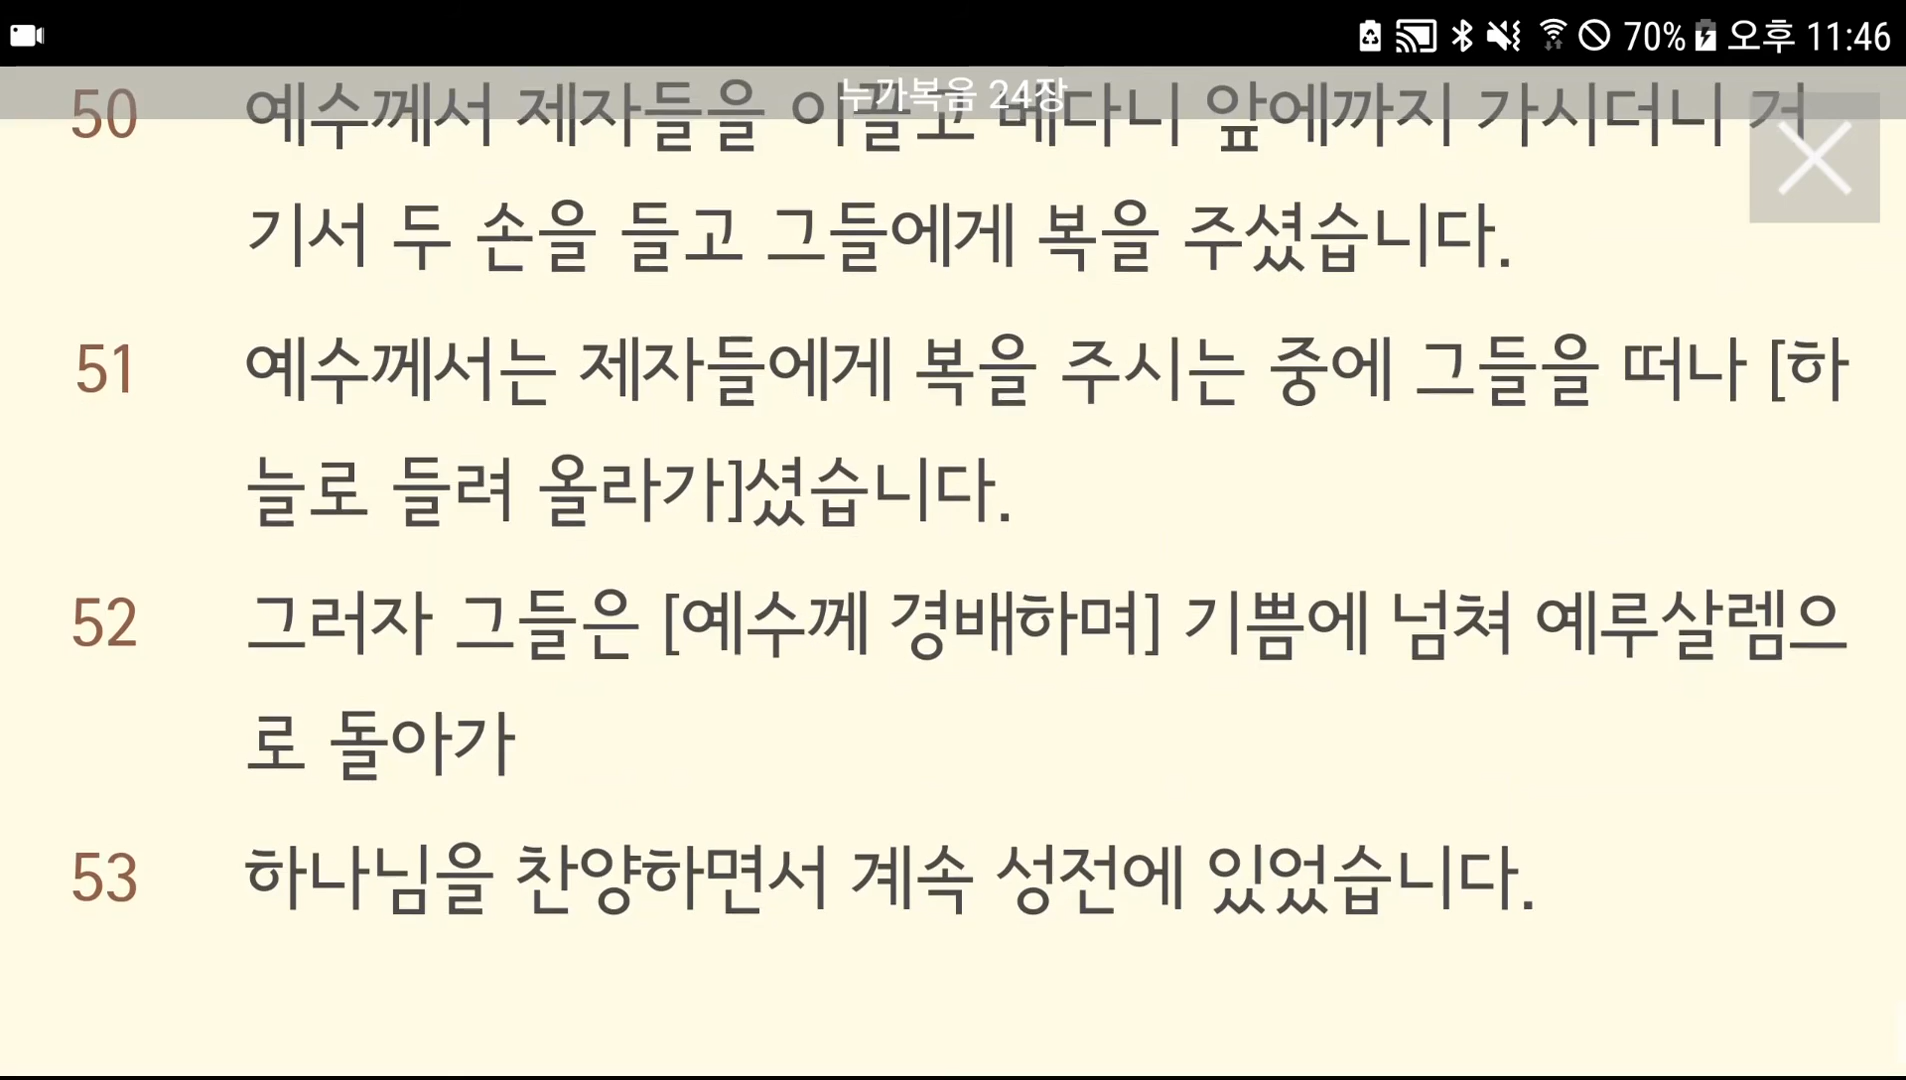 70% 오후 11:46
누가복음 24장
50 예수께서 제자들을 이끌고 베다니 앞에까지 가시더니 거
기서 두 손을 들고 그들에게 복을 주셨습니다.
51 예수께서는 제자들에게 복을 주시는 중에 그들을 떠나 [하
늘로 들려 올라가]셨습니다.
52 그러자 그들은 [예수께 경배하며] 기쁨에 넘쳐 예루살렘으
로 돌아가
53 하나님을 찬양하면서 계속 성전에 있었습니다.